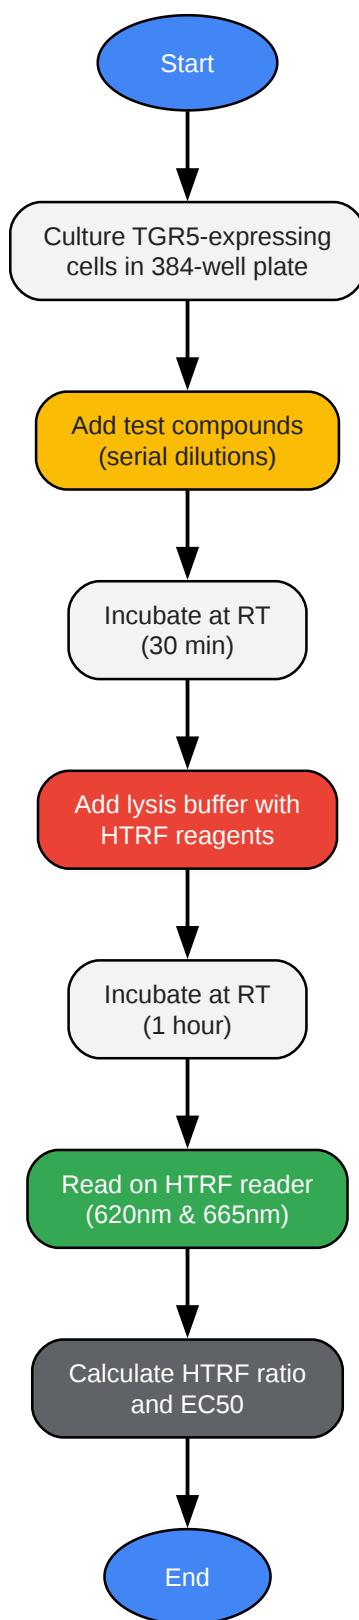 Start
Culture TGR5-expressing
cells in 384-well plate
Add test compounds
(serial dilutions)
Incubate at RT
(30 min)
Add lysis buffer with
HTRF reagents
Incubate at RT
(1 hour)
Read on HTRF reader
(620nm & 665nm)
Calculate HTRF ratio
and EC50
End